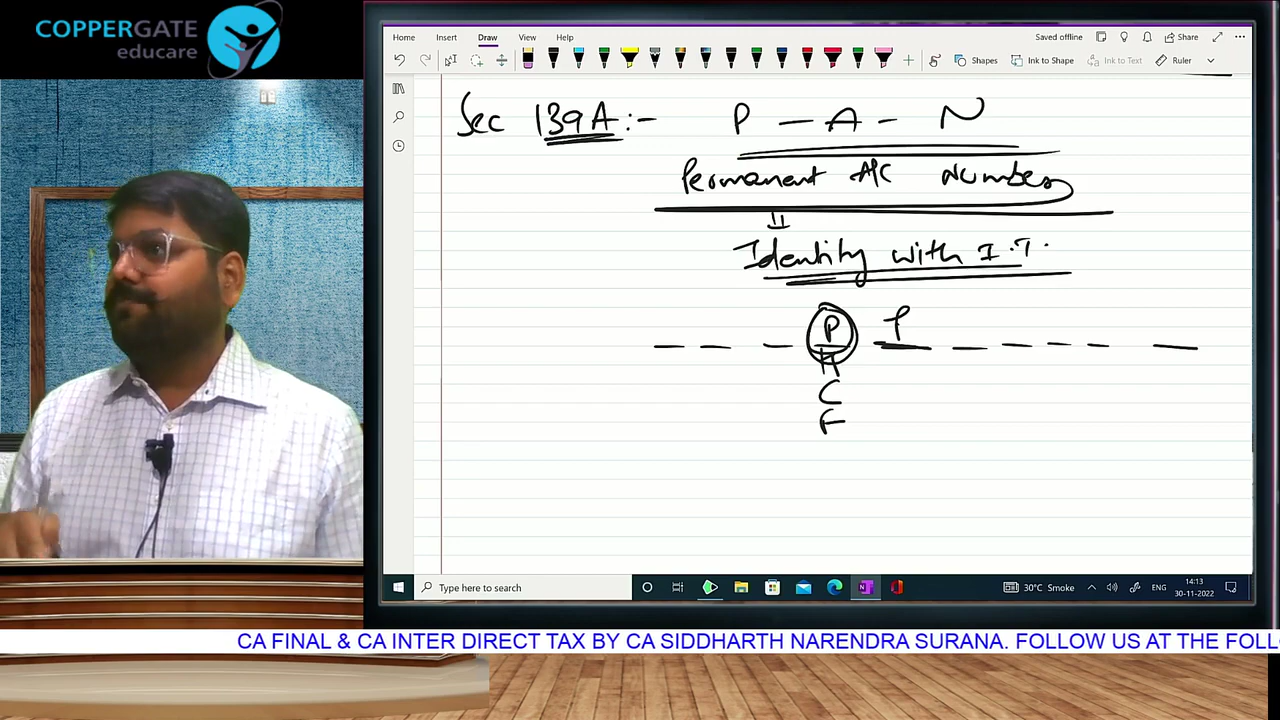 COPPERGATE
educare
Home Insert Draw View Help
Saved offline Share
Shapes Ink to Shape Ink to Text Ruler
Sec 139A :- P - A - N
Permanent A/C Number
Identity with I.T.
P
H
C
F
Type here to search
30°C Smoke
ENG
14:13
30-11-2022
CA FINAL & CA INTER DIRECT TAX BY CA SIDDHARTH NARENDRA SURANA. FOLLOW US AT THE FOLL